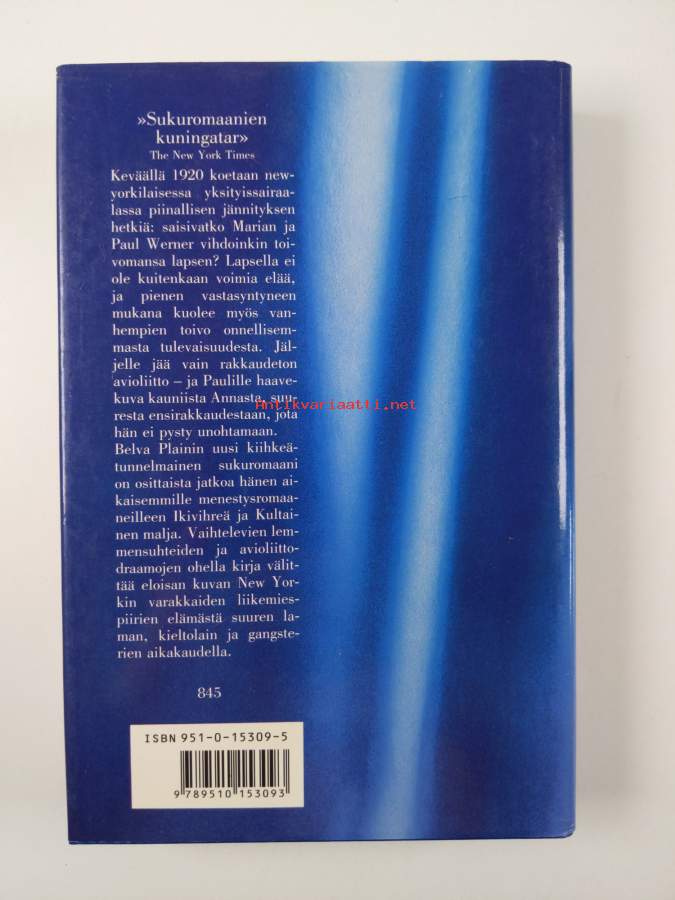 »Sukuromaanien
kuningatar»
The New York Times
Keväällä 1920 koetaan new-
yorkilaisessa yksityissairaa-
lassa piinallisen jännityksen
hetkiä: saisivatko Marian ja
Paul Werner vihdoinkin toi-
vomansa lapsen? Lapsella ei
ole kuitenkaan voimia elää,
ja pienen vastasyntyneen
mukana kuolee myös van-
hempien toivo onnellisem-
masta tulevaisuudesta. Jäl-
jelle jää vain rakkaudeton
avioliitto – ja Paulille haave-
kuva kauniista Annasta, suu-
resta ensirakkaudestaan, jota
hän ei pysty unohtamaan.
Antikvariaatti.net
Belva Plainin uusi kiihkeä-
tunnelmainen sukuromaani
on osittaista jatkoa hänen ai-
kaisemmille menestysromaa-
neilleen Ikivihreä ja Kultai-
nen malja. Vaihtelevien lem-
mensuhteiden ja avioliitto-
draamojen ohella kirja välit-
tää eloisan kuvan New Yor-
kin varakkaiden liikemies-
piirien elämästä suuren la-
man, kieltolain ja gangste-
rien aikakaudella.
845
ISBN 951-0-15309-5
9 789510 153093